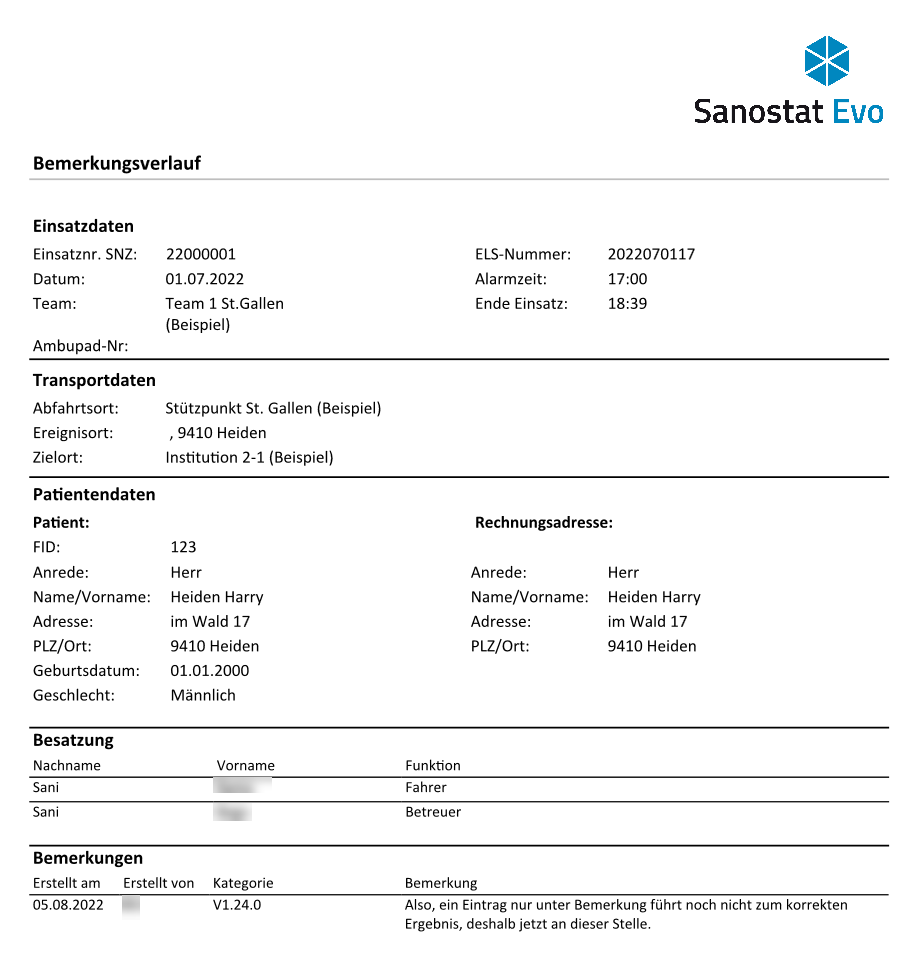 Sanostat Evo
Bemerkungsverlauf
Einsatzdaten
Einsatznr. SNZ: 22000001 ELS-Nummer: 2022070117
Datum: 01.07.2022 Alarmzeit: 17:00
Team: Team 1 St.Gallen Ende Einsatz: 18:39
(Beispiel)
Ambupad-Nr:
Transportdaten
Abfahrtsort: Stützpunkt St. Gallen (Beispiel)
Ereignisort: , 9410 Heiden
Zielort: Institution 2-1 (Beispiel)
Patientendaten
Patient: Rechnungsadresse:
FID: 123
Anrede: Herr Anrede: Herr
Name/Vorname: Heiden Harry Name/Vorname: Heiden Harry
Adresse: im Wald 17 Adresse: im Wald 17
PLZ/Ort: 9410 Heiden PLZ/Ort: 9410 Heiden
Geburtsdatum: 01.01.2000
Geschlecht: Männlich
Besatzung
Nachname Vorname Funktion
Sani Fahrer
Sani Betreuer
Bemerkungen
Erstellt am Erstellt von Kategorie Bemerkung
05.08.2022 V1.24.0 Also, ein Eintrag nur unter Bemerkung führt noch nicht zum korrekten
Ergebnis, deshalb jetzt an dieser Stelle.